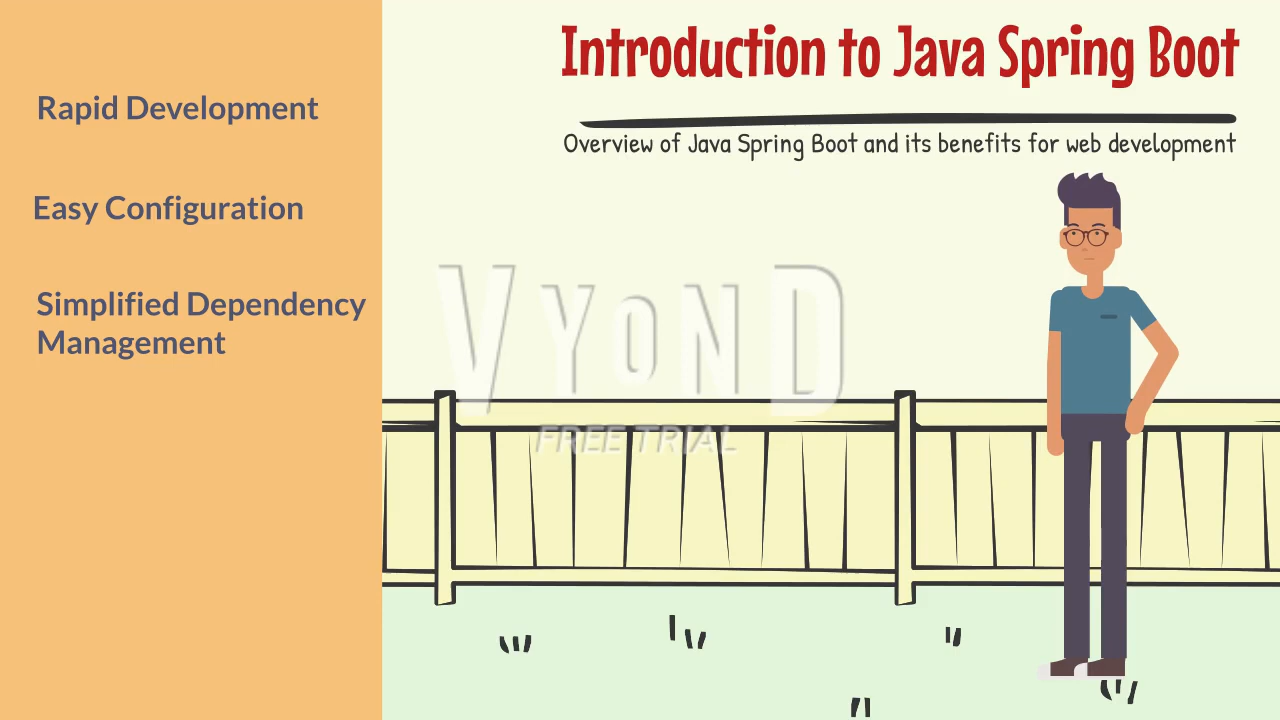 Introduction to Java Spring Boot
Overview of Java Spring Boot and its benefits for web development
Rapid Development
Easy Configuration
Simplified Dependency
Management
VYOND
FREE TRIAL